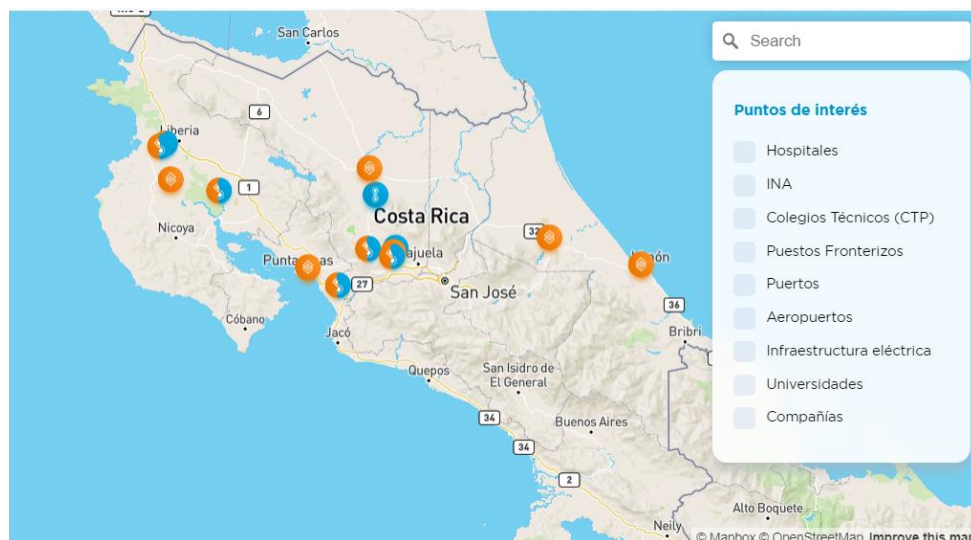 San Carlos
Search
Puntos de interés
Hospitales
INA
Colegios Técnicos (CTP)
Puestos Fronterizos
Puertos
Aeropuertos
Infraestructura eléctrica
Universidades
Compañías
6
Liberia
1
Costa Rica
Nicoya
32
ajuela
27
San José
36
Cóbano
Jacó
Bribri
Quepos
San Isidro de
El General
34
Buenos Aires
34
2
Alto Boquete
Neily
© Mapbox © OpenStreetMap Improve this map